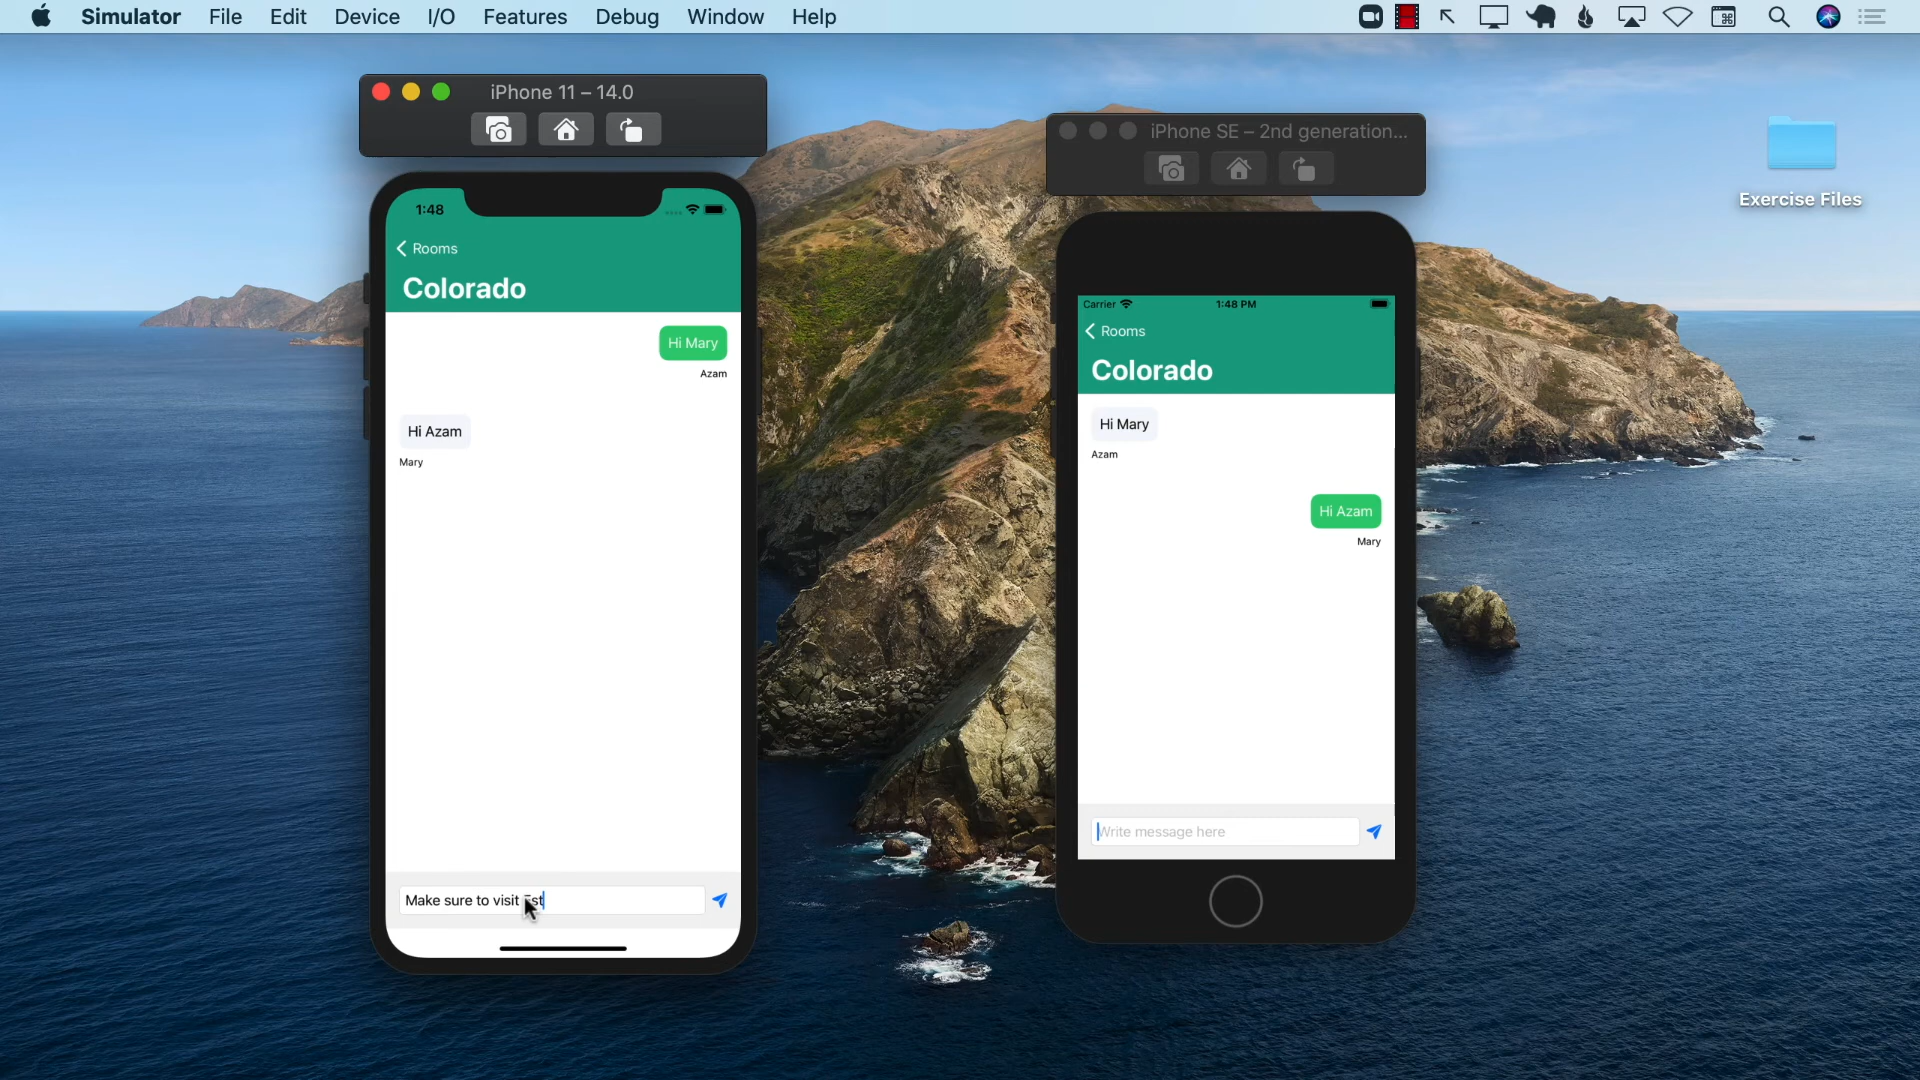 Simulator File Edit Device I/O Features Debug Window Help
iPhone 11 – 14.0
1:48
Rooms
Colorado
Hi Mary
Azam
Hi Azam
Mary
Make sure to visit Est
iPhone SE – 2nd generation...
Carrier 1:48 PM
Rooms
Colorado
Hi Mary
Azam
Hi Azam
Mary
Write message here
Exercise Files